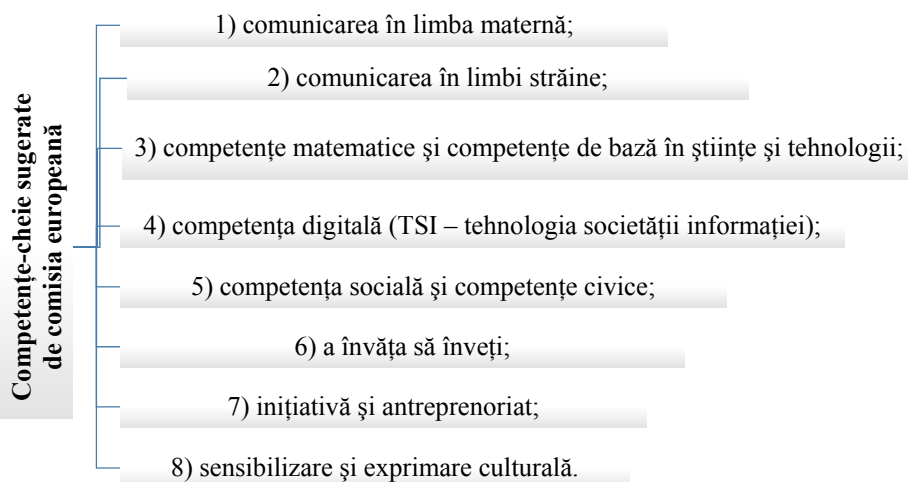 Competențe-cheie sugerate
de comisia europeană
1) comunicarea în limba maternă;
2) comunicarea în limbi străine;
3) competențe matematice şi competențe de bază în ştiințe şi tehnologii;
4) competența digitală (TSI – tehnologia societății informației);
5) competența socială şi competențe civice;
6) a învăța să înveți;
7) inițiativă şi antreprenoriat;
8) sensibilizare şi exprimare culturală.